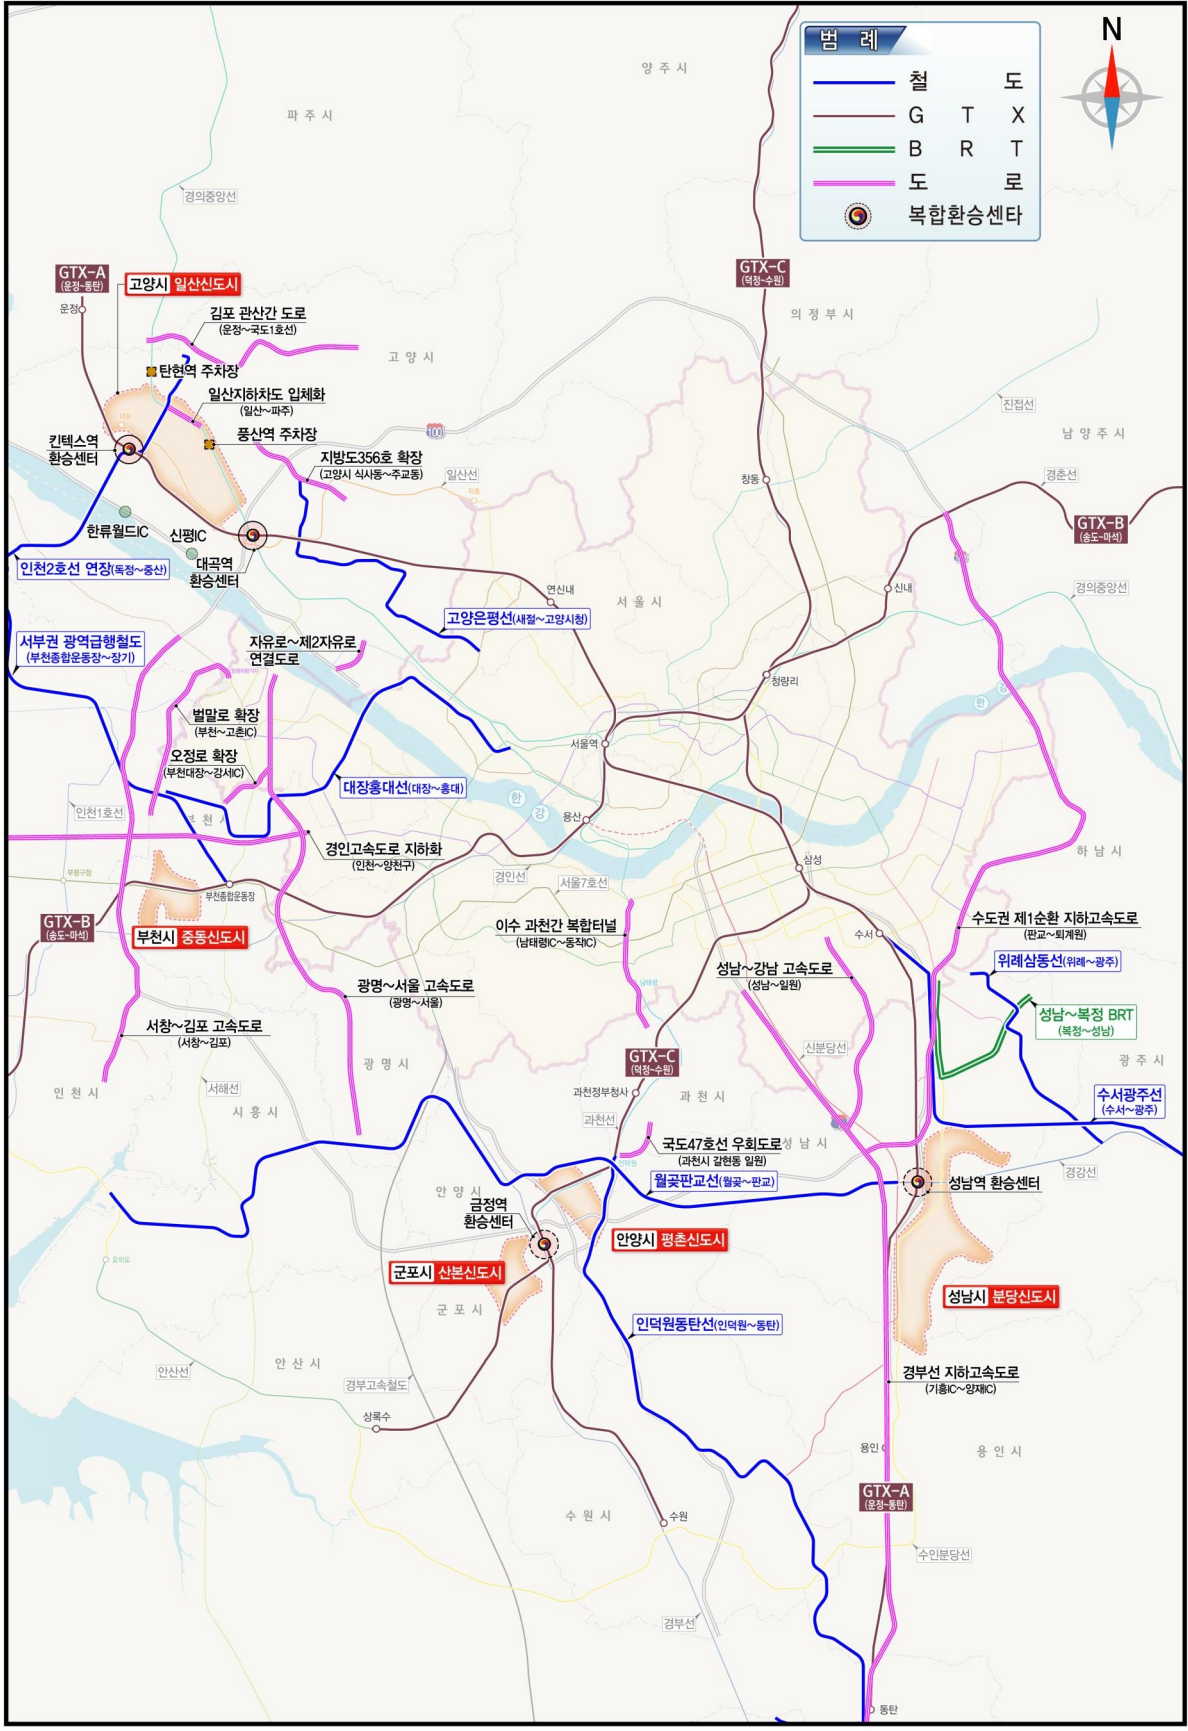 범 례
철 도
G T X
B R T
도 로
복합환승센타
N
양 주 시
파 주 시
경의중앙선
GTX-A
(운정~동탄)
운정
고양시 일산신도시
GTX-C
(덕정~수원)
의 정 부 시
김포 관산간 도로
(운정~국도1호선)
고 양 시
탄현역 주차장
일산지하차도 입체화
(일산~파주)
진접선
남 양 주 시
풍산역 주차장
킨텍스역
환승센터
100
지방도356호 확장
(고양시 식사동~주교동)
일산선
창동
경춘선
GTX-B
(송도~마석)
한류월드IC
신평IC
대곡역
환승센터
인천2호선 연장(독정~중산)
연신내
신내
경의중앙선
서 울 시
고양은평선(새절~고양시청)
서부권 광역급행철도
(부천종합운동장~장기)
자유로~제2자유로
연결도로
청량리
한
강
벌말로 확장
(부천~고촌IC)
서울역
오정로 확장
(부천대장~강서IC)
대장홍대선(대장~홍대)
한
강
인천1호선
부 천 시
용산
경인고속도로 지하화
(인천~양천구)
하 남 시
삼성
경인선
서울7호선
부평구청
부천종합운동장
GTX-B
(송도~마석)
부천시 중동신도시
이수 과천간 복합터널
(남태령IC~동작IC)
수서
수도권 제1순환 지하고속도로
(판교~퇴계원)
위례삼동선(위례~광주)
성남~강남 고속도로
(성남~일원)
남태령
광명~서울 고속도로
(광명~서울)
성남~복정 BRT
(복정~성남)
서창~김포 고속도로
(서창~김포)
GTX-C
(덕정~수원)
신분당선
광 명 시
광 주 시
인 천 시
서해선
과천정부청사
과 천 시
수서광주선
(수서~광주)
시 흥 시
과천선
국도47호선 우회도로
(과천시 갈현동 일원)
성 남 시
인덕원
경강선
안 양 시
월곶판교선(월곶~판교)
성남역 환승센터
금정역
환승센터
안양시 평촌신도시
오이도
군포시 산본신도시
성남시 분당신도시
군 포 시
인덕원동탄선(인덕원~동탄)
안 산 시
안산선
경부고속철도
경부선 지하고속도로
(기흥IC~양재IC)
상록수
용인
용 인 시
GTX-A
(운정~동탄)
수 원 시
수원
수인분당선
경부선
동탄